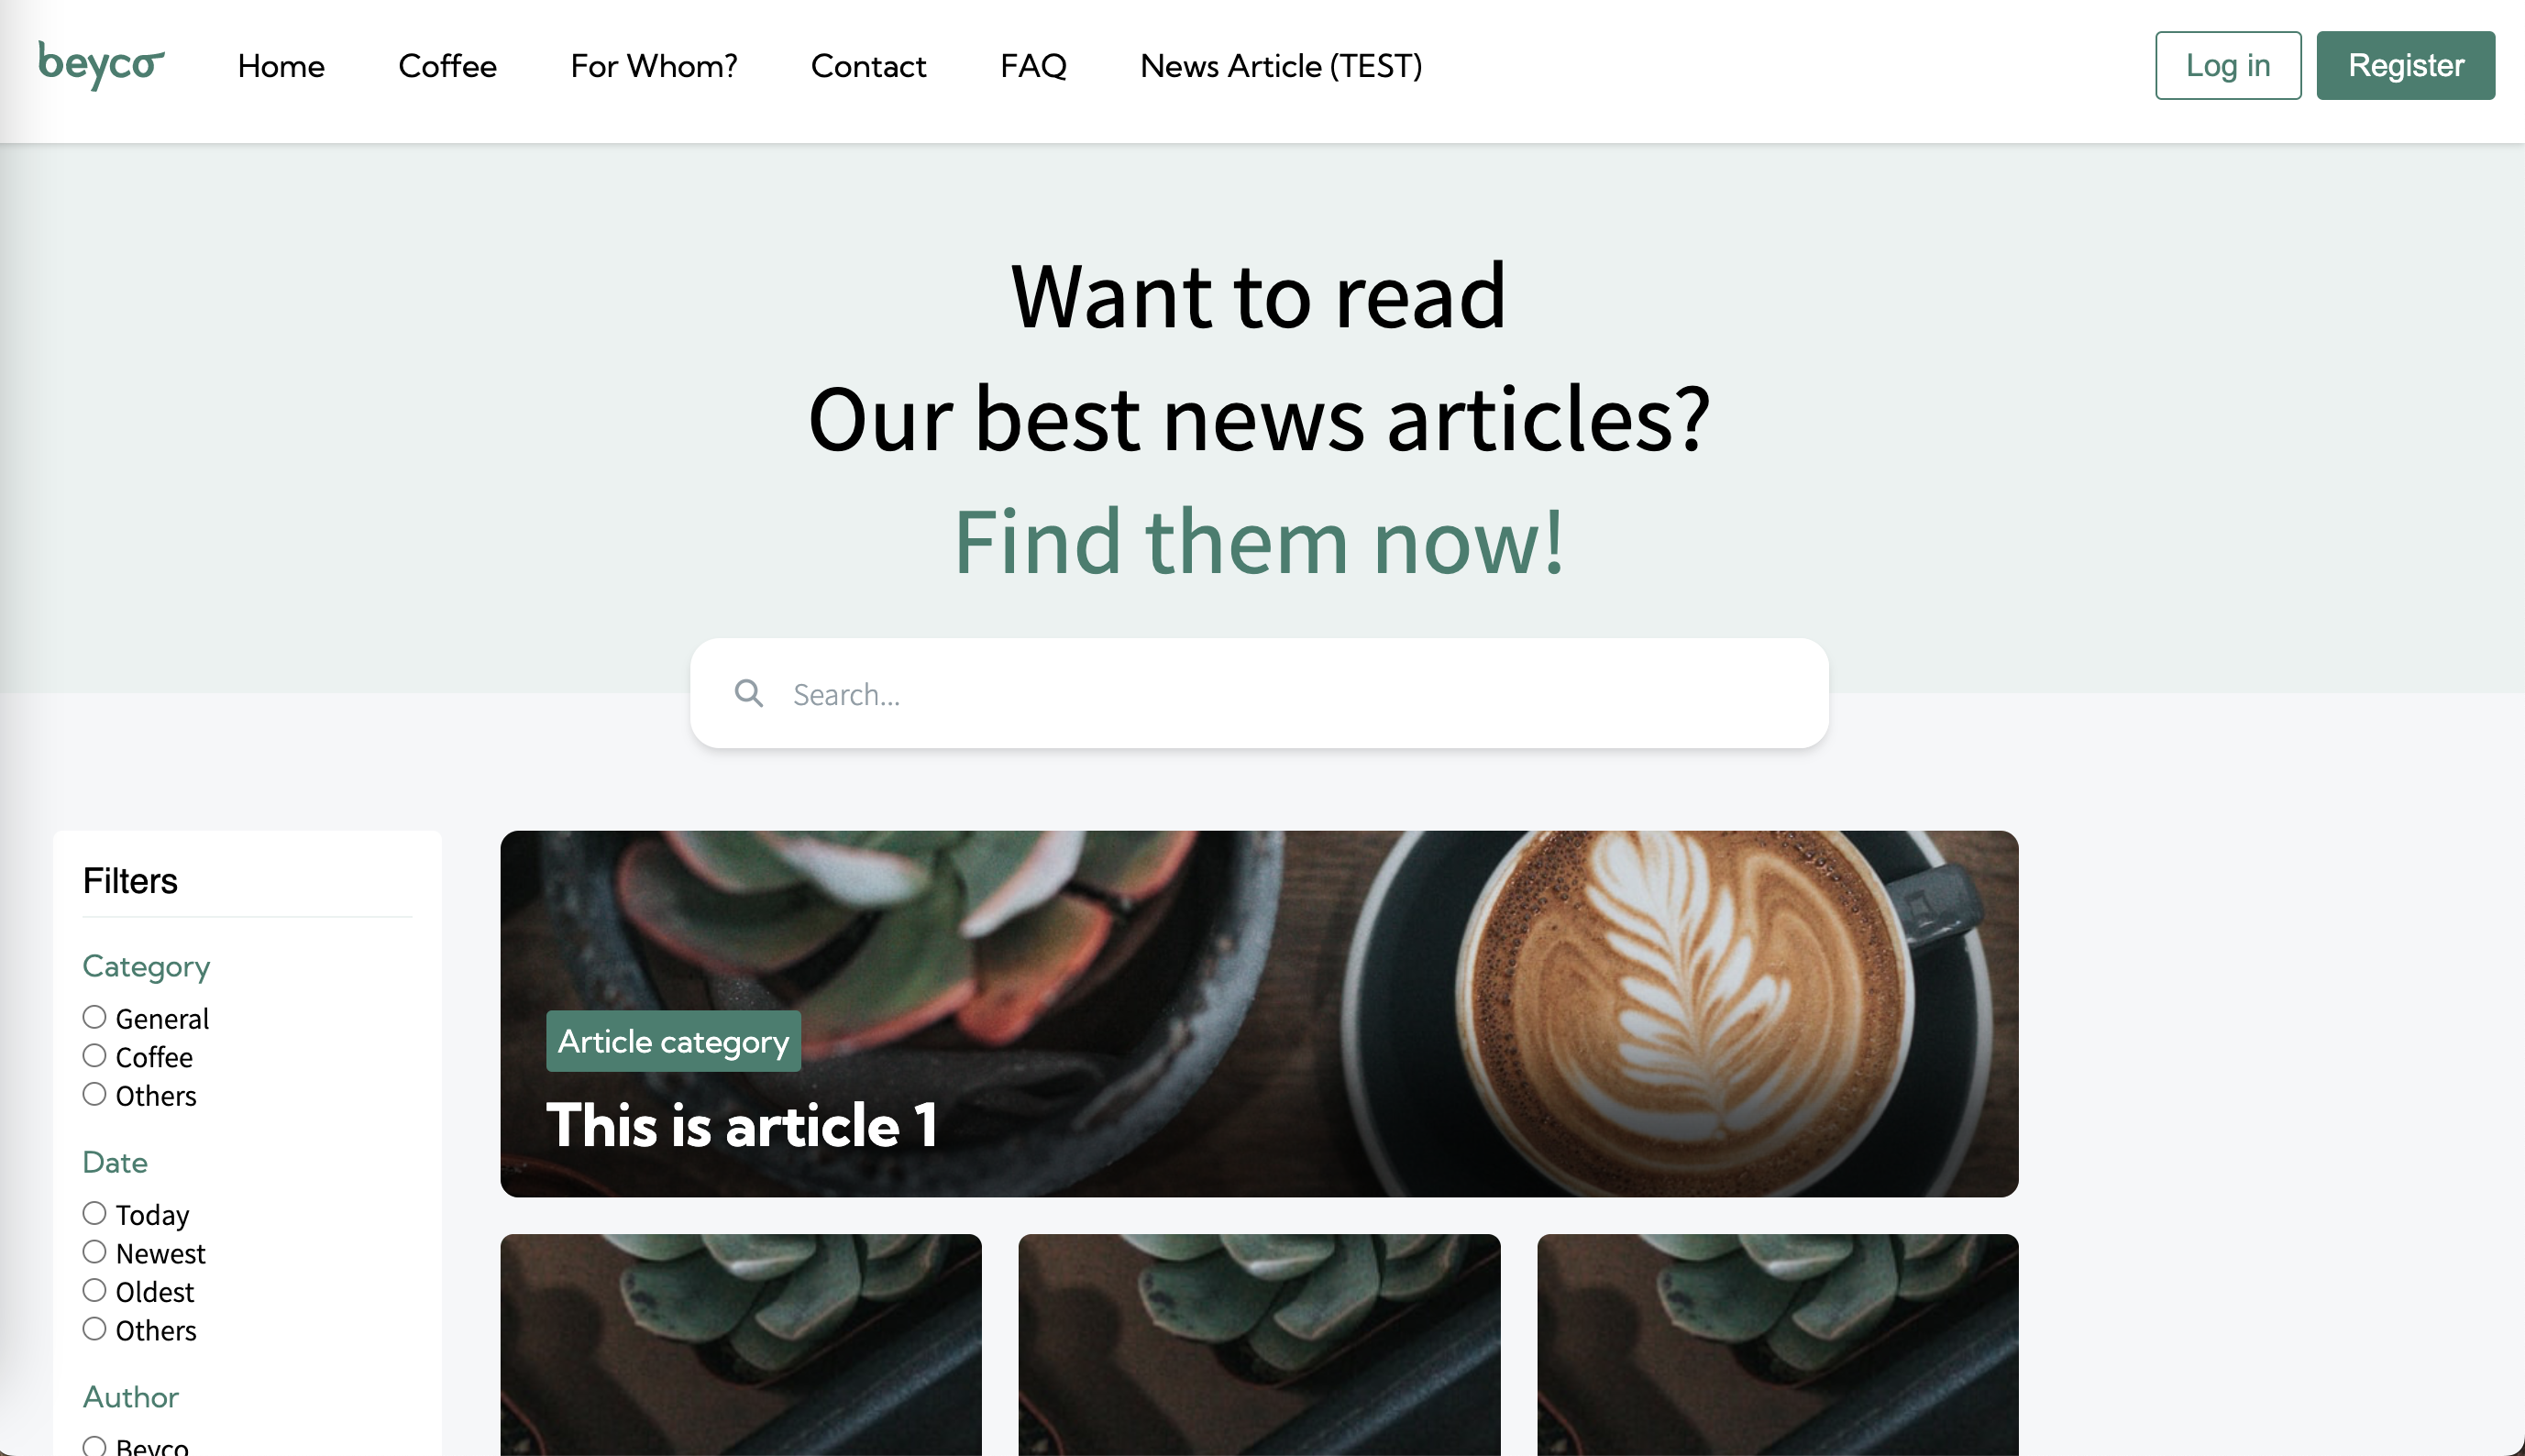 beyco
Home
Coffee
For Whom?
Contact
FAQ
News Article (TEST)
Log in
Register
Want to read
Our best news articles?
Find them now!
Search...
Filters
Category
General
Coffee
Others
Date
Today
Newest
Oldest
Others
Author
Beyco
Article category
This is article 1